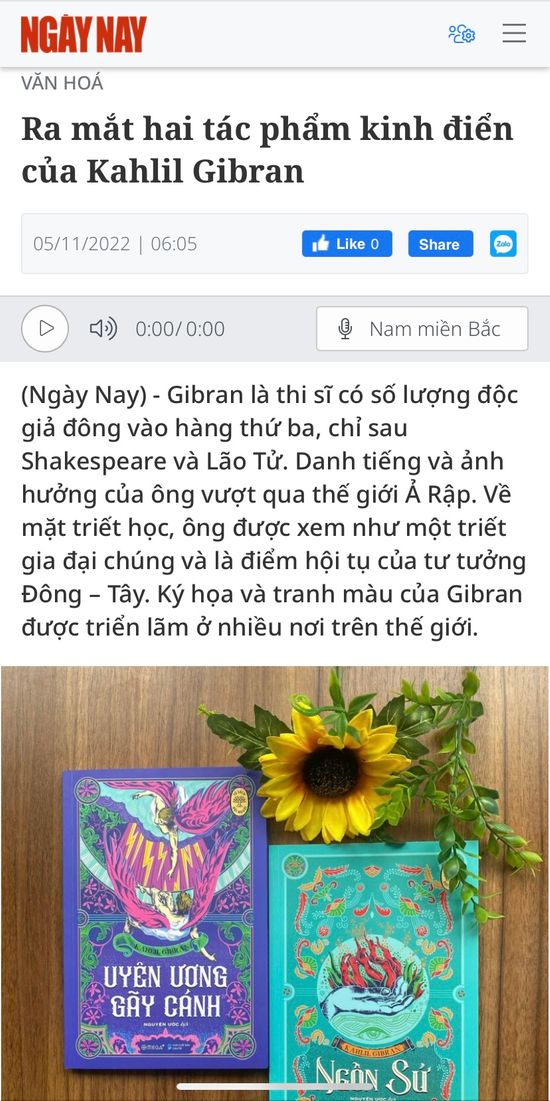 NGÀY NAY
VĂN HOÁ
Ra mắt hai tác phẩm kinh điển
của Kahlil Gibran
05/11/2022 | 06:05
Like 0
Share
Zalo
0:00/ 0:00
Nam miền Bắc
(Ngày Nay) - Gibran là thi sĩ có số lượng độc
giả đông vào hàng thứ ba, chỉ sau
Shakespeare và Lão Tử. Danh tiếng và ảnh
hưởng của ông vượt qua thế giới Ả Rập. Về
mặt triết học, ông được xem như một triết
gia đại chúng và là điểm hội tụ của tư tưởng
Đông – Tây. Ký họa và tranh màu của Gibran
được triển lãm ở nhiều nơi trên thế giới.
KAHLIL GIBRAN
UYÊN ƯƠNG
GÃY CÁNH
NGUYÊN ƯỚC dịch
OMEGA+
KAHLIL GIBRAN
NGÔN SỨ
NGUYÊN ƯỚC dịch